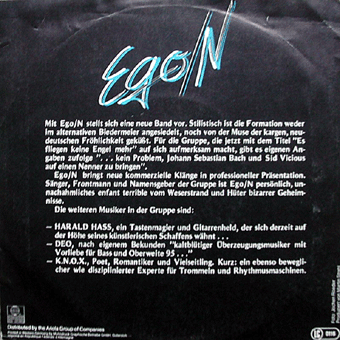 Ego/N
Mit Ego/N stellt sich eine neue Band vor. Stilistisch ist die Formation weder
im alternativen Biedermeier angesiedelt, noch von der Muse der kargen, neu-
deutschen Fröhlichkeit geküßt. Für die Gruppe, die jetzt mit dem Titel "Es
fliegen keine Engel mehr" auf sich aufmerksam macht, gibt es eigenen An-
gaben zufolge "... kein Problem, Johann Sebastian Bach und Sid Vicious
auf einen Nenner zu bringen".
Ego/N bringt neue kommerzielle Klänge in professioneller Präsentation.
Sänger, Frontmann und Namensgeber der Gruppe ist Ego/N persönlich, un-
nachahmliches enfant terrible vom Weserstrand und Hüter bizarrer Geheim-
nisse.
Die weiteren Musiker in der Gruppe sind:
— HARALD HASS, ein Tastenmagier und Gitarrenheld, der sich derzeit auf
der Höhe seines künstlerischen Schaffens wähnt ...
— DEO, nach eigenem Bekunden "kaltblütiger Überzeugungsmusiker mit
Vorliebe für Bass und Oberweite 95 ..."
— K.N.O.X., Poet, Romantiker und Vielseitling. Kurz: ein ebenso bewegli-
cher wie disziplinierter Experte für Trommeln und Rhythmusmaschinen.
Distributed by the Ariola Group of Companies